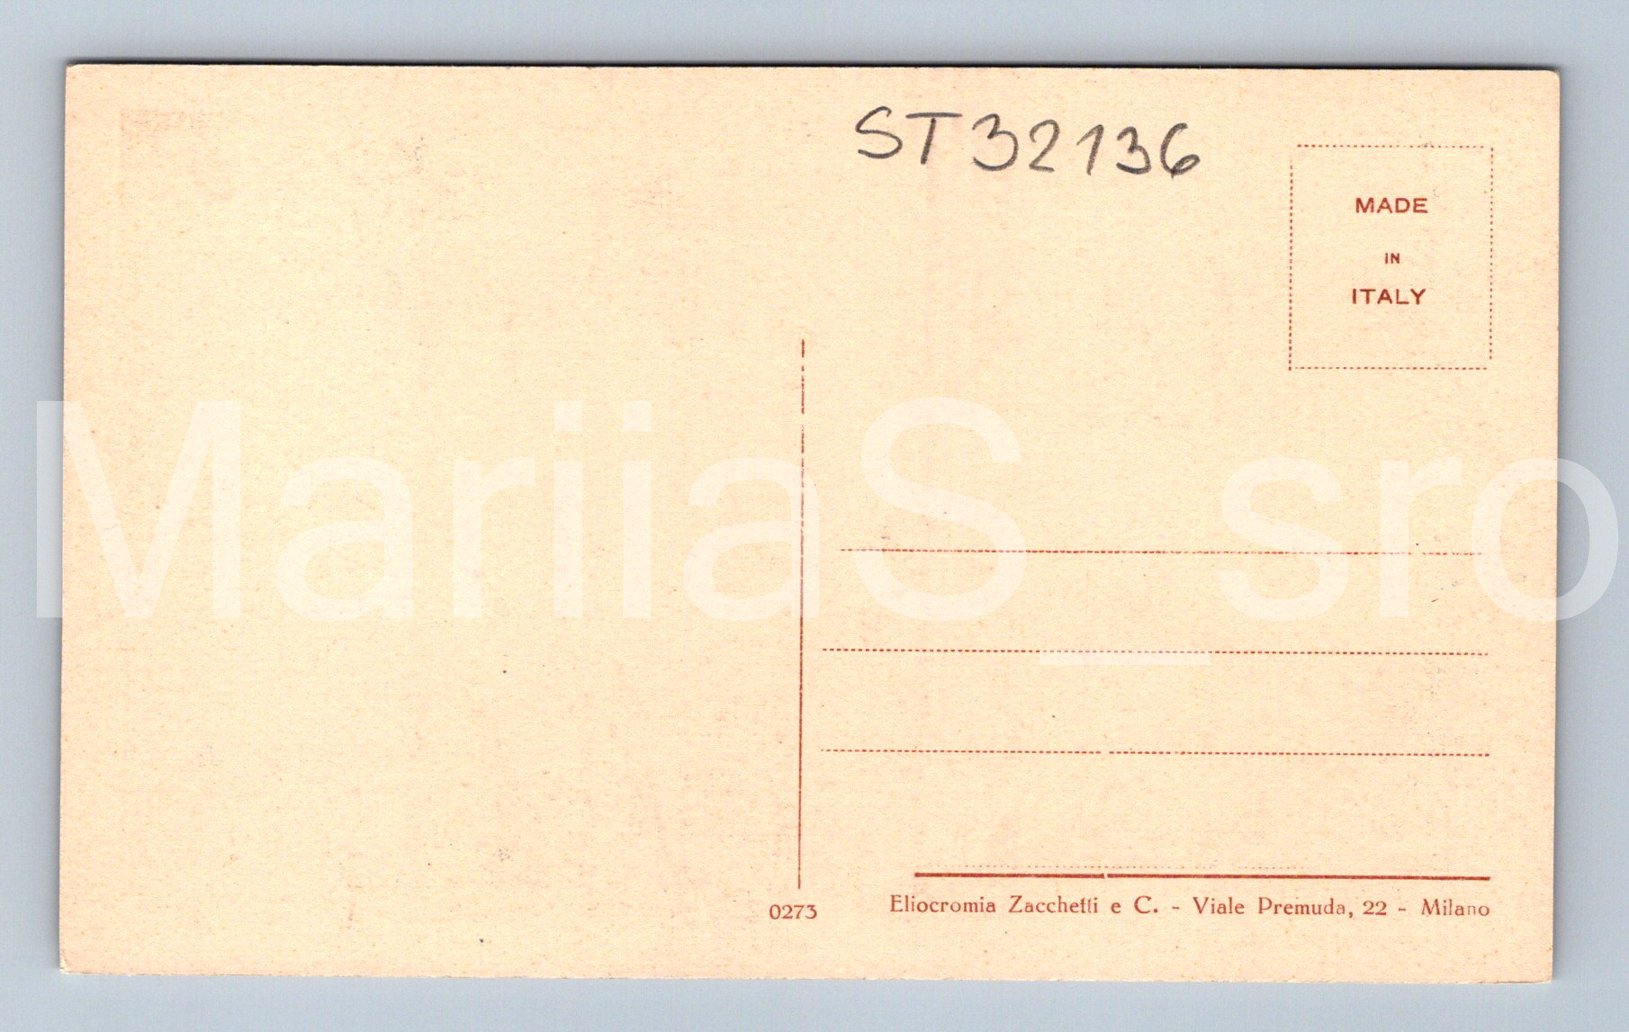 ST32136
MADE
IN
ITALY
MariiaS_sro
0273
Eliocromia Zacchetti e C. - Viale Premuda, 22 - Milano